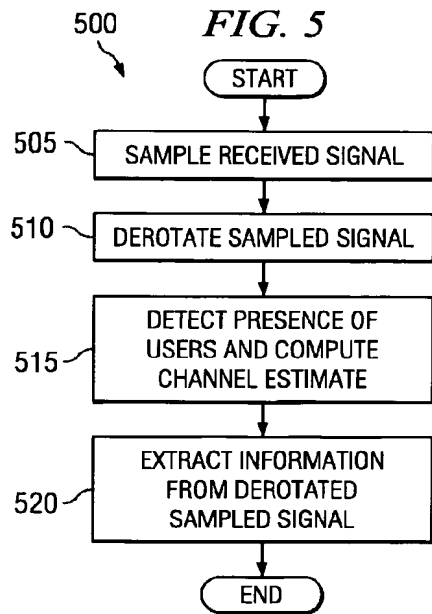 500
FIG. 5
START
505
SAMPLE RECEIVED SIGNAL
510
DEROTATE SAMPLED SIGNAL
515
DETECT PRESENCE OF
USERS AND COMPUTE
CHANNEL ESTIMATE
520
EXTRACT INFORMATION
FROM DEROTATED
SAMPLED SIGNAL
END